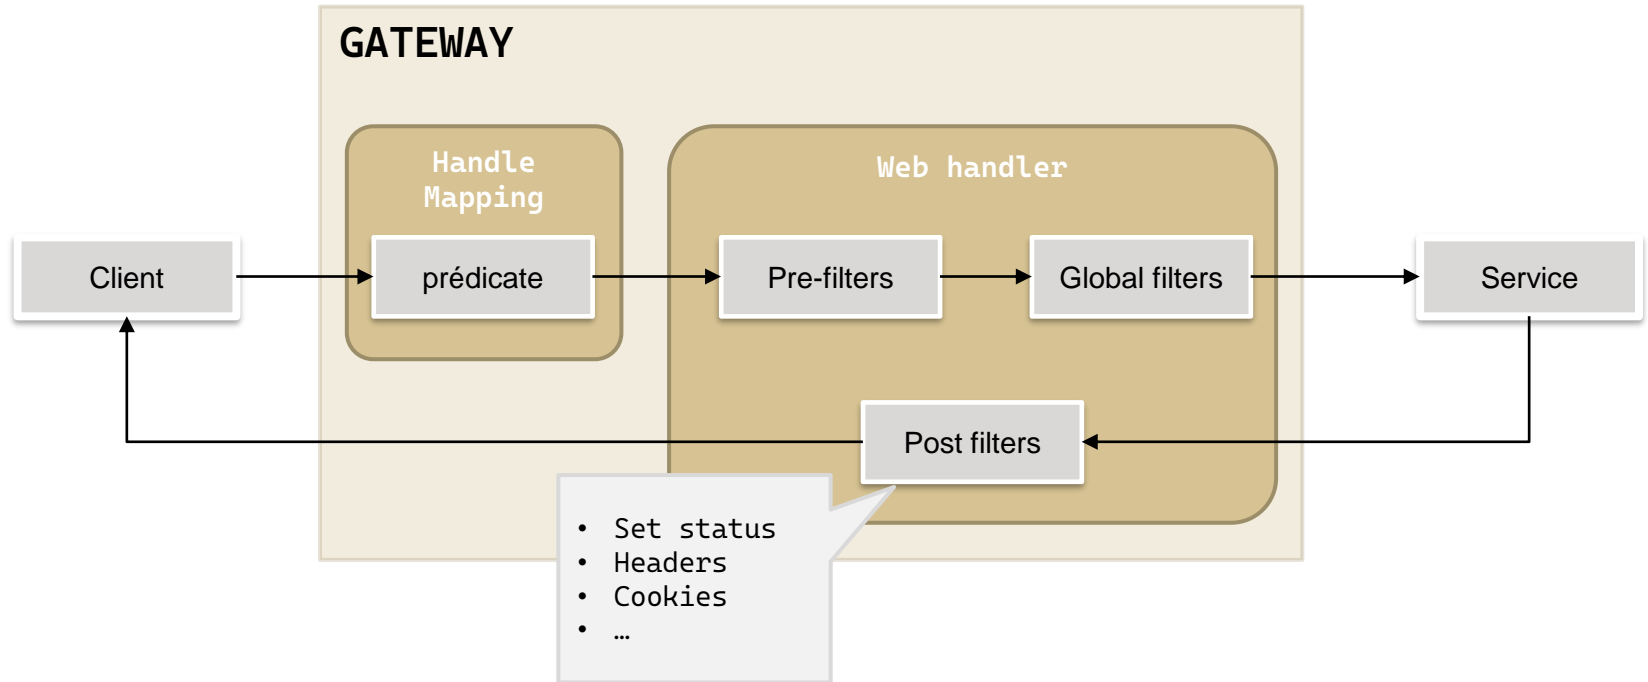 GATEWAY
Handle
Mapping
Web handler
Client
prédicate
Pre-filters
Global filters
Service
Post filters
• Set status
• Headers
• Cookies
• …